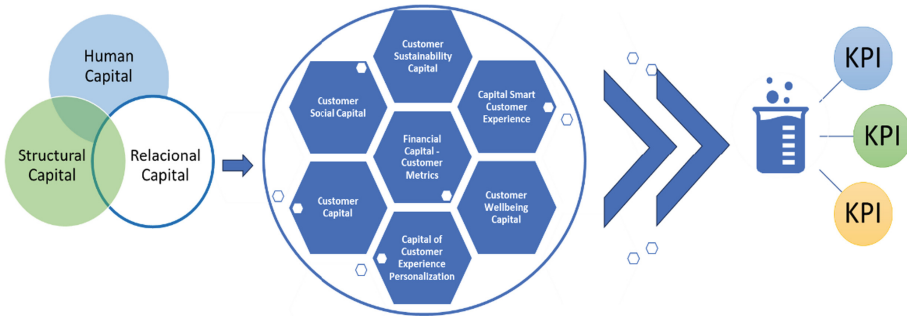 Human
Capital
Structural
Capital
Relacional
Capital
Customer
Sustainability
Capital
Customer
Social Capital
Capital Smart
Customer
Experience
Financial
Capital -
Customer
Metrics
Customer
Capital
Customer
Wellbeing
Capital
Capital of
Customer
Experience
Personalization
KPI
KPI
KPI